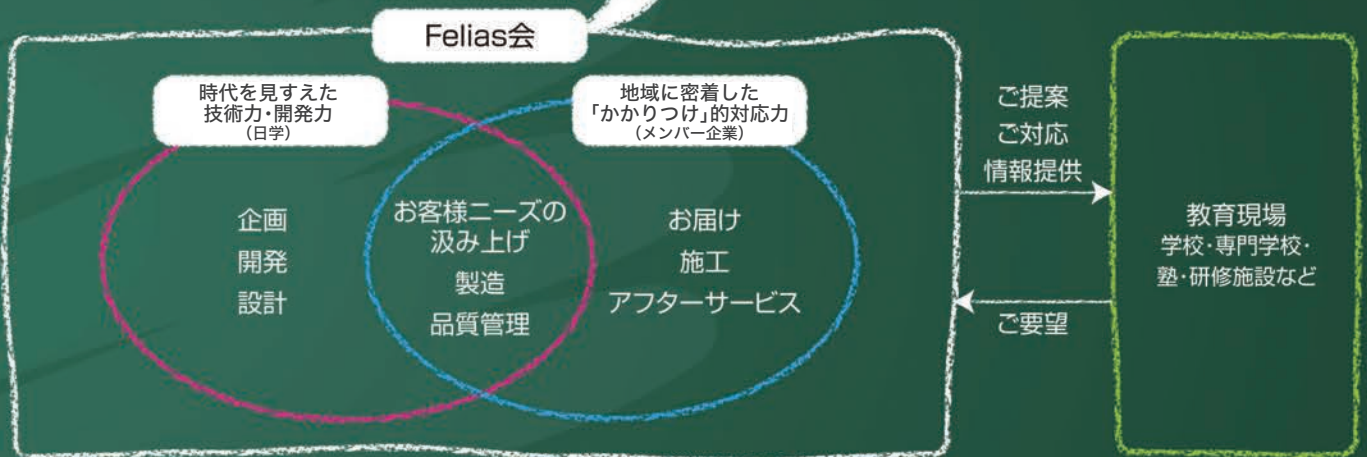 Felias会
時代を見すえた
技術力・開発力
(日学)
地域に密着した
「かかりつけ」的対応力
(メンバー企業)
企画
開発
設計
お客様ニーズの
汲み上げ
製造
品質管理
お届け
施工
アフターサービス
ご提案
ご対応
情報提供
ご要望
教育現場
学校・専門学校・
塾・研修施設など